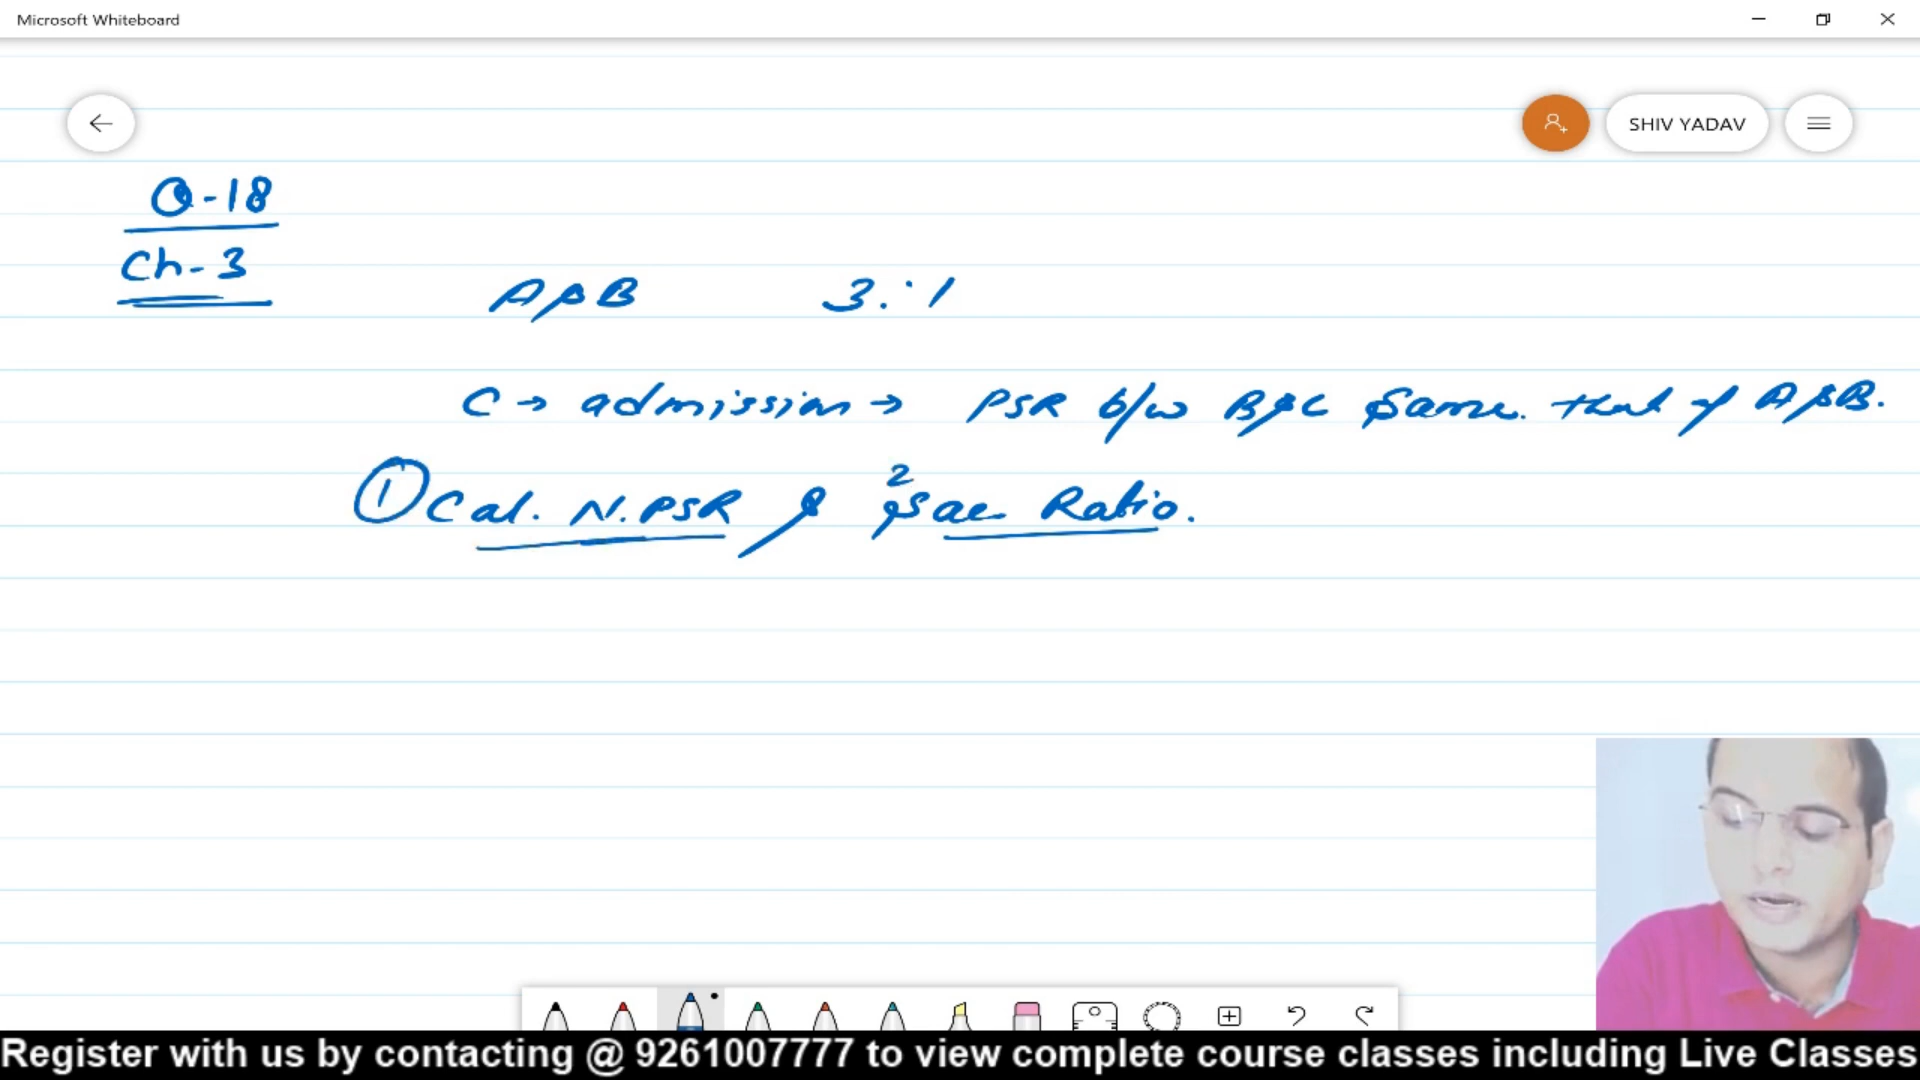 Microsoft Whiteboard
SHIV YADAV
Q-18
Ch-3
A & B 3:1
C → admission → PSR b/w B & C Same that of A & B.
① Cal. N.PSR & ② Sac Ratio.
Register with us by contacting @ 9261007777 to view complete course classes including Live Classes